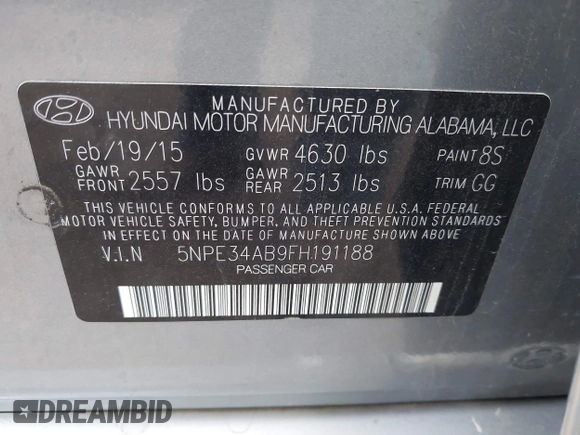 MANUFACTURED BY
HYUNDAI MOTOR MANUFACTURING ALABAMA, LLC
Feb/19/15 GVWR 4630 lbs PAINT 8S
GAWR FRONT 2557 lbs GAWR REAR 2513 lbs TRIM GG
THIS VEHICLE CONFORMS TO ALL APPLICABLE U.S.A. FEDERAL
MOTOR VEHICLE SAFETY, BUMPER, AND THEFT PREVENTION STANDARDS
IN EFFECT ON THE DATE OF MANUFACTURE SHOWN ABOVE.
V.I.N 5NPE34AB9FH191188
PASSENGER CAR
DREAMBID